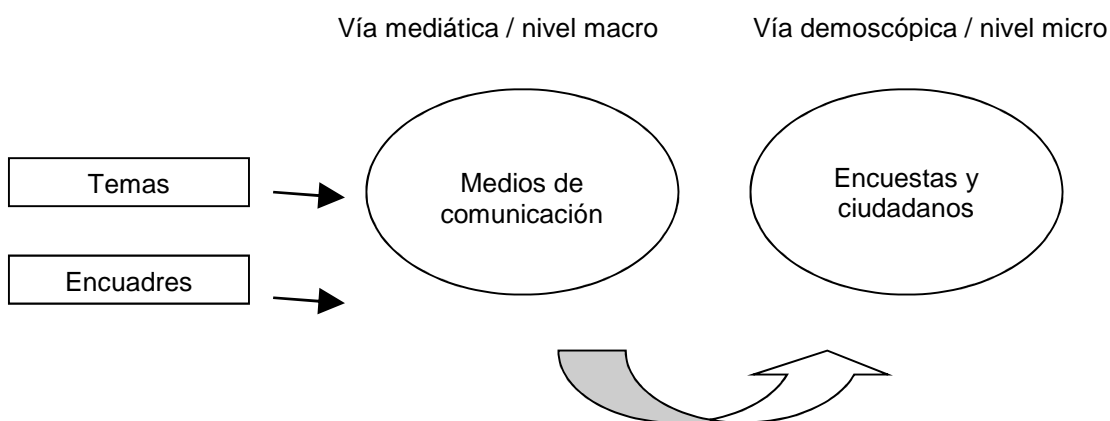 Vía mediática / nivel macro
Vía demoscópica / nivel micro
Temas
Encuadres
Medios de
comunicación
Encuestas y
ciudadanos